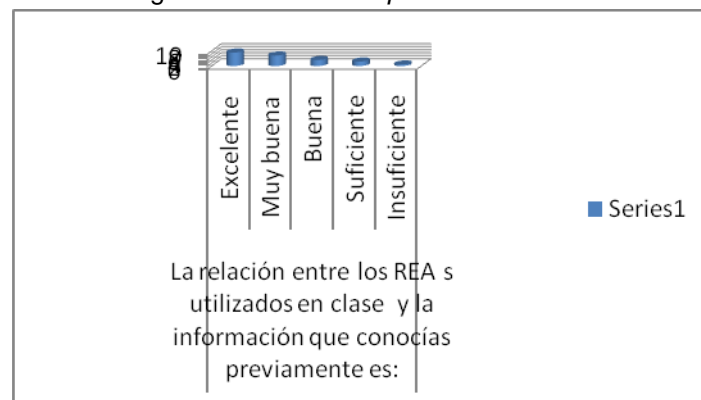 10
Excelente
Muy buena
Buena
Suficiente
Insuficiente
Series1
La relación entre los REA s
utilizados en clase y la
información que conocías
previamente es: